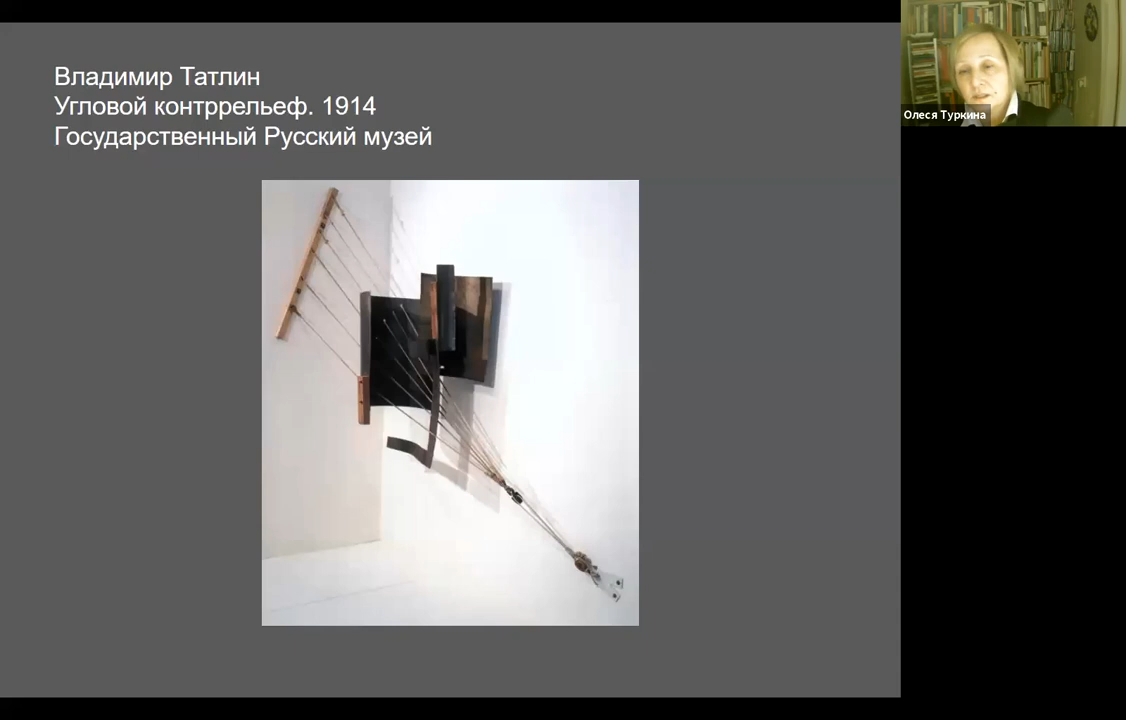 Владимир Татлин
Угловой контррельеф. 1914
Государственный Русский музей
Олеся Туркина